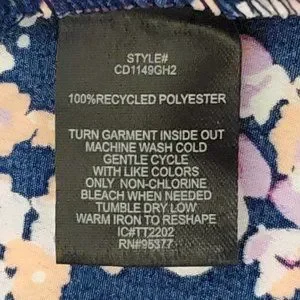 STYLE#
CD1149GH2
100%RECYCLED POLYESTER
TURN GARMENT INSIDE OUT
MACHINE WASH COLD
GENTLE CYCLE
WITH LIKE COLORS
ONLY NON-CHLORINE
BLEACH WHEN NEEDED
TUMBLE DRY LOW
WARM IRON TO RESHAPE
IC#TT2202
RN#95377